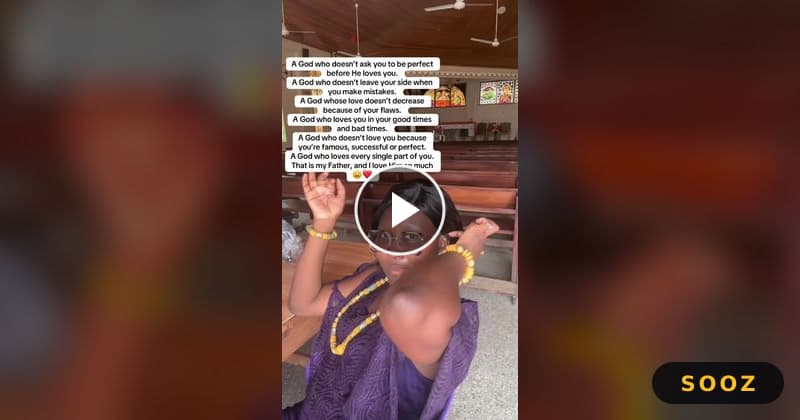 A God who doesn't ask you to be perfect
before He loves you.
A God who doesn't leave your side when
you make mistakes.
A God whose love doesn't decrease
because of your flaws.
A God who loves you in your good times
and bad times.
A God who doesn't love you because
you're famous, successful or perfect.
A God who loves every single part of you.
That is my Father, and I love Him so much
😩❤️
SOOZ